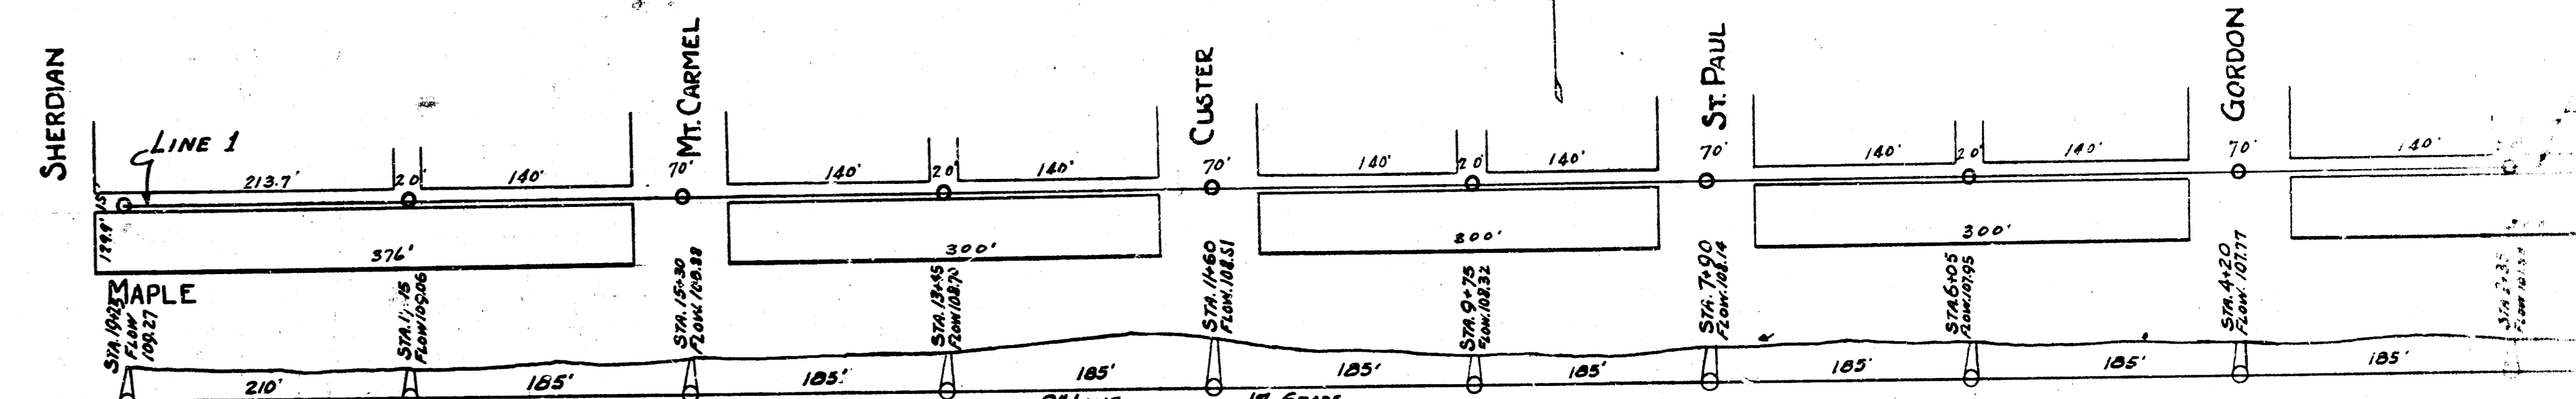 SHERDIAN
MT. CARMEL
CUSTER
ST. PAUL
GORDON
LINE 1
213.7'
20'
140'
70'
140'
20'
140'
70'
140'
20'
140'
70'
140'
20'
140'
70'
140'
15'
129.9'
376'
300'
300'
300'
MAPLE
STA. 19+25
FLOW
109.27
FLOW 109.06
STA. 15+30
FLOW. 108.88
STA. 13+45
FLOW 108.70
STA. 11+60
FLOW. 108.51
STA. 9+75
FLOW. 108.32
STA. 7+90
FLOW. 108.14
STA. 6+05
FLOW. 107.95
STA. 4+20
FLOW. 107.77
STA 2+35
210'
185'
185'
185'
185'
185'
185'
185'
185'